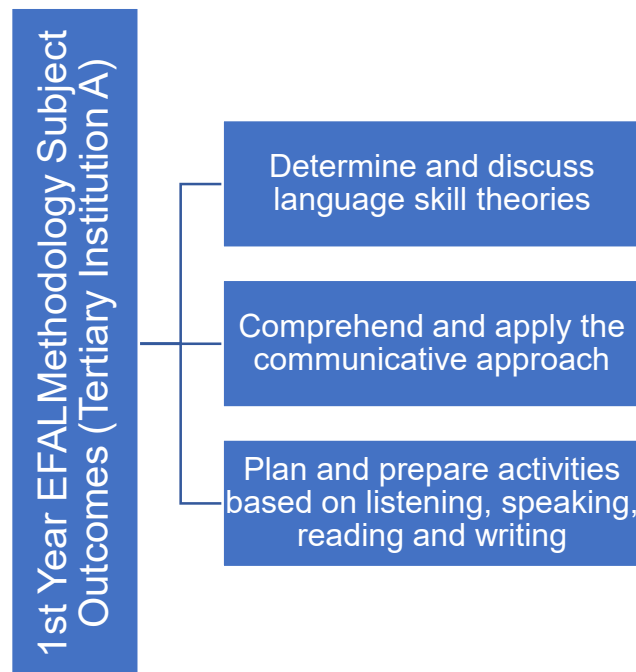 1st Year EFALMethodology Subject
Outcomes (Tertiary Institution A)
Determine and discuss
language skill theories
Comprehend and apply the
communicative approach
Plan and prepare activities
based on listening, speaking,
reading and writing